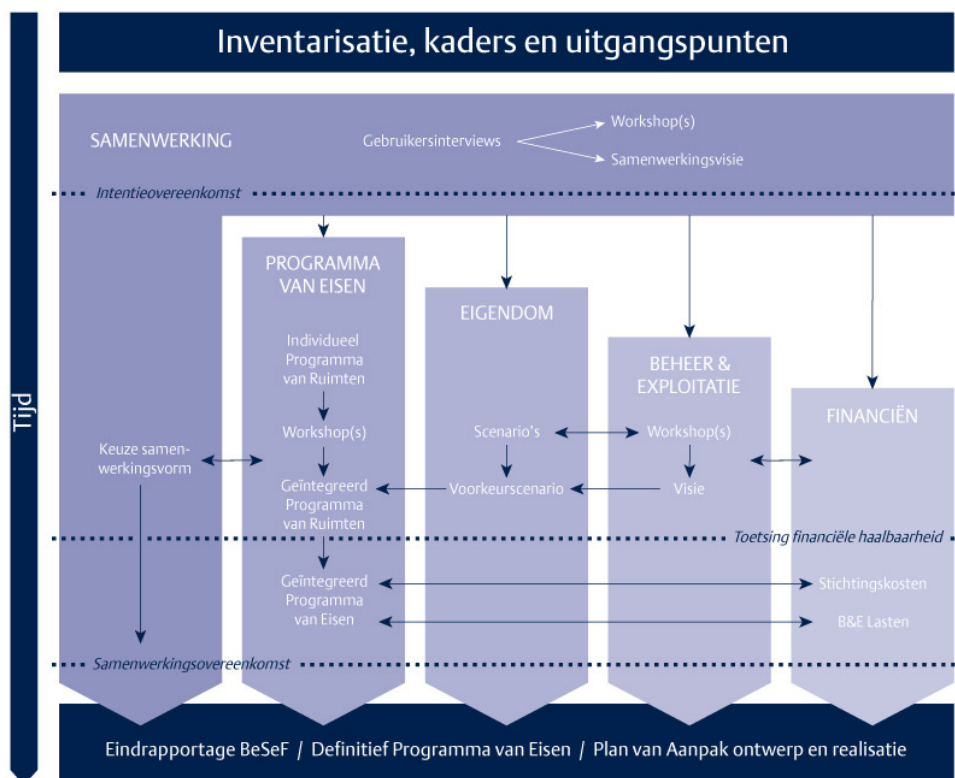 Inventarisatie, kaders en uitgangspunten
Tijd
SAMENWERKING
Gebruikersinterviews
Workshop(s)
Samenwerkingsvisie
Intentieovereenkomst
PROGRAMMA
VAN EISEN
Individueel
Programma
van Ruimten
Workshop(s)
Geïntegreerd
Programma
van Ruimten
Geïntegreerd
Programma
van Eisen
EIGENDOM
Scenario's
Voorkeurscenario
BEHEER &
EXPLOITATIE
Workshop(s)
Visie
FINANCIËN
Keuze samen-
werkingsvorm
Toetsing financiële haalbaarheid
Stichtingskosten
B&E Lasten
Samenwerkingsovereenkomst
Eindrapportage BeSeF / Definitief Programma van Eisen / Plan van Aanpak ontwerp en realisatie